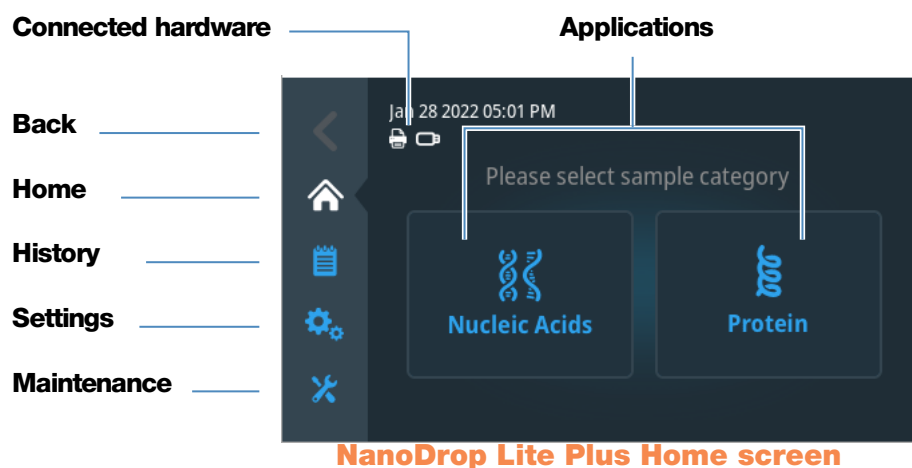 Connected hardware
Applications
Back
Home
History
Settings
Maintenance
Jan 28 2022 05:01 PM
Please select sample category
Nucleic Acids
Protein
NanoDrop Lite Plus Home screen